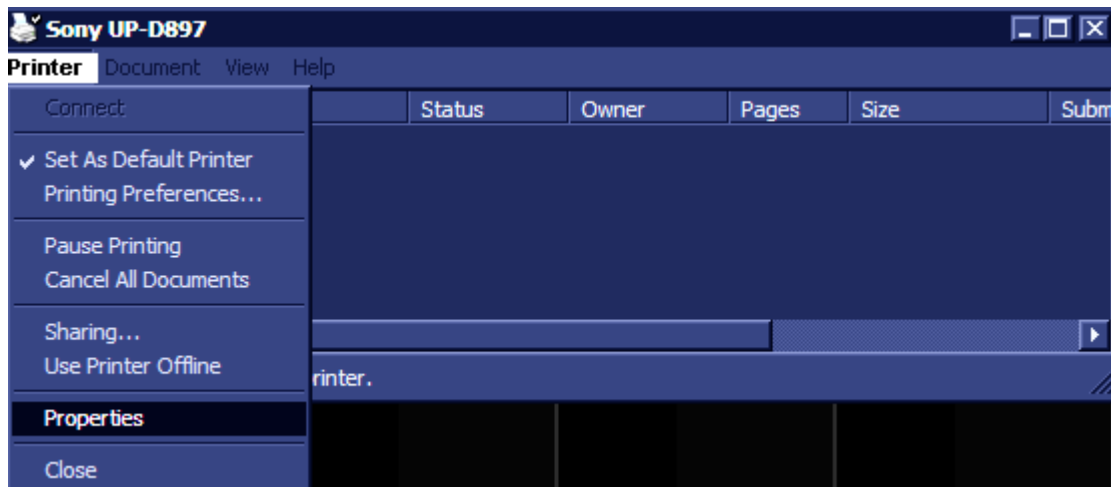 Sony UP-D897
Printer Document View Help
Connect
Status Owner Pages Size Subm
Set As Default Printer
Printing Preferences...
Pause Printing
Cancel All Documents
Sharing...
Use Printer Offline
rinter.
Properties
Close